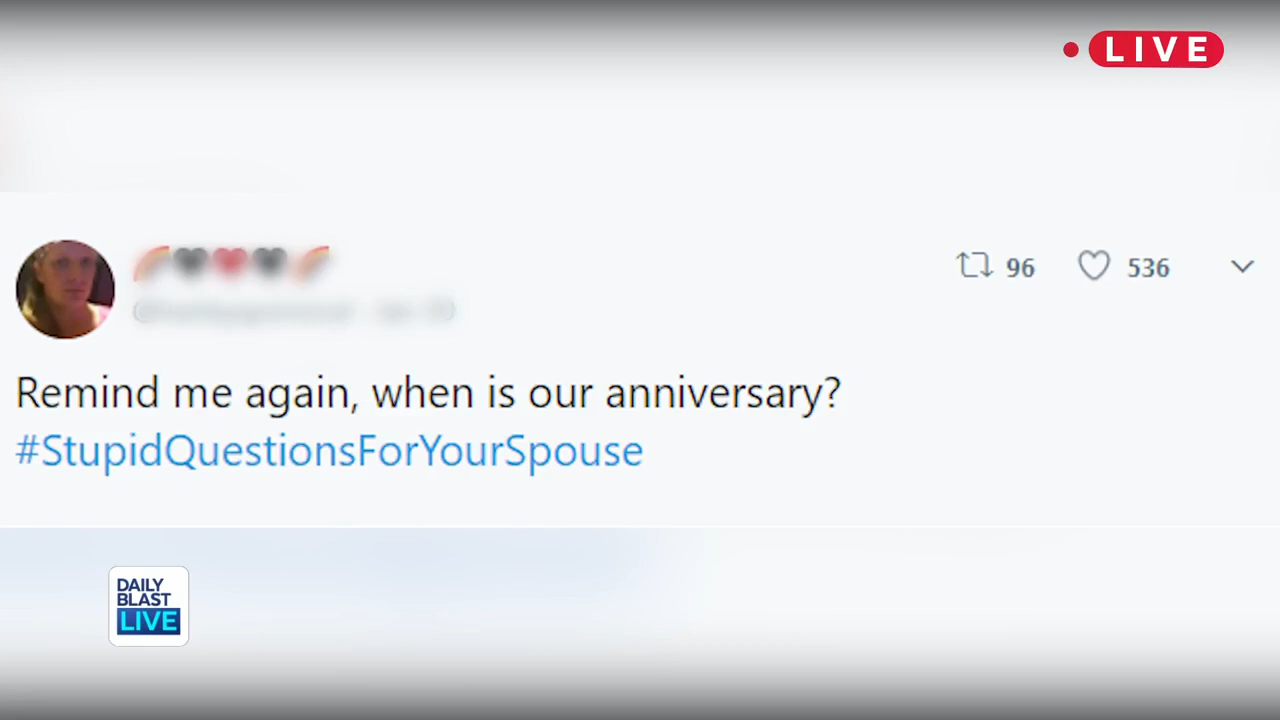 LIVE
96 536
Remind me again, when is our anniversary?
#StupidQuestionsForYourSpouse
DAILY
BLAST
LIVE